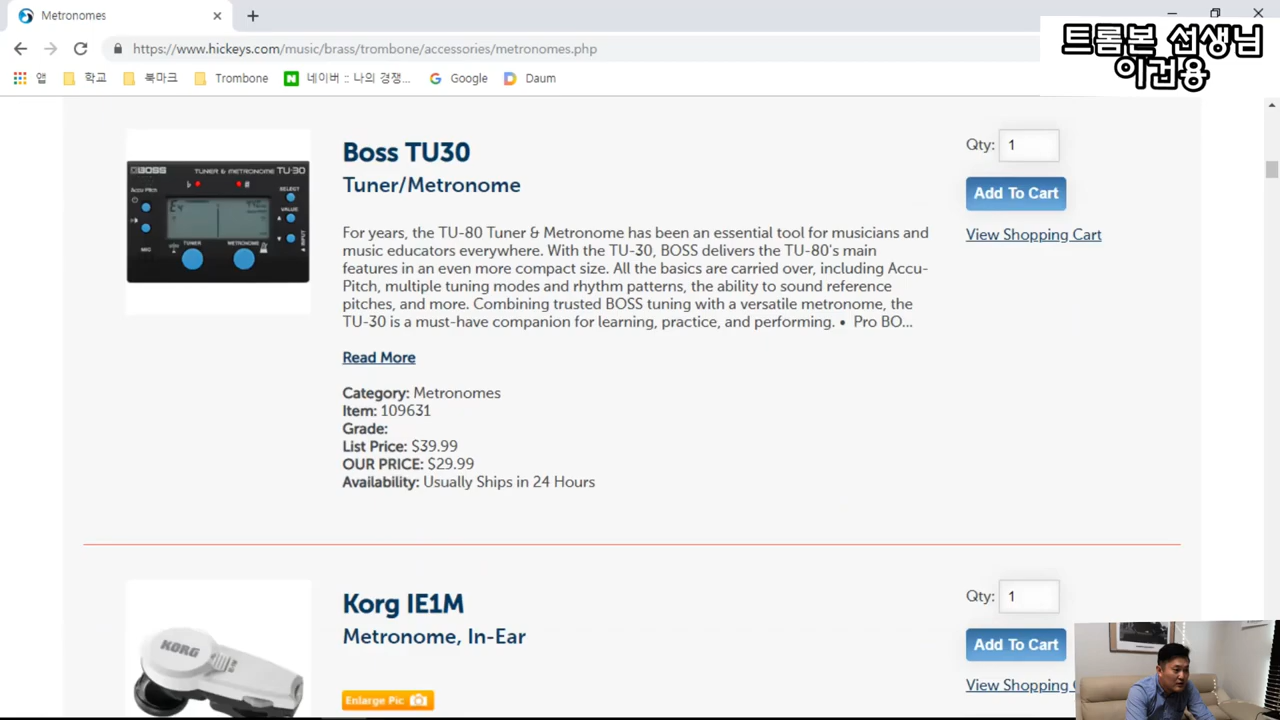 Metronomes
https://www.hickeys.com/music/brass/trombone/accessories/metronomes.php
트롬본 선생님
이건용
앱
학교
북마크
Trombone
네이버 :: 나의 경쟁...
Google
Daum
BOSS
TUNER & METRONOME TU-30
Accu Pitch
SELECT
VALUE
INPUT
MIC
TUNER
METRONOME
Boss TU30
Tuner/Metronome
For years, the TU-80 Tuner & Metronome has been an essential tool for musicians and
music educators everywhere. With the TU-30, BOSS delivers the TU-80's main
features in an even more compact size. All the basics are carried over, including Accu-
Pitch, multiple tuning modes and rhythm patterns, the ability to sound reference
pitches, and more. Combining trusted BOSS tuning with a versatile metronome, the
TU-30 is a must-have companion for learning, practice, and performing. • Pro BO...
Read More
Category: Metronomes
Item: 109631
Grade:
List Price: $39.99
OUR PRICE: $29.99
Availability: Usually Ships in 24 Hours
Qty: 1
Add To Cart
View Shopping Cart
KORG
Korg IE1M
Metronome, In-Ear
Enlarge Pic
Qty: 1
Add To Cart
View Shopping